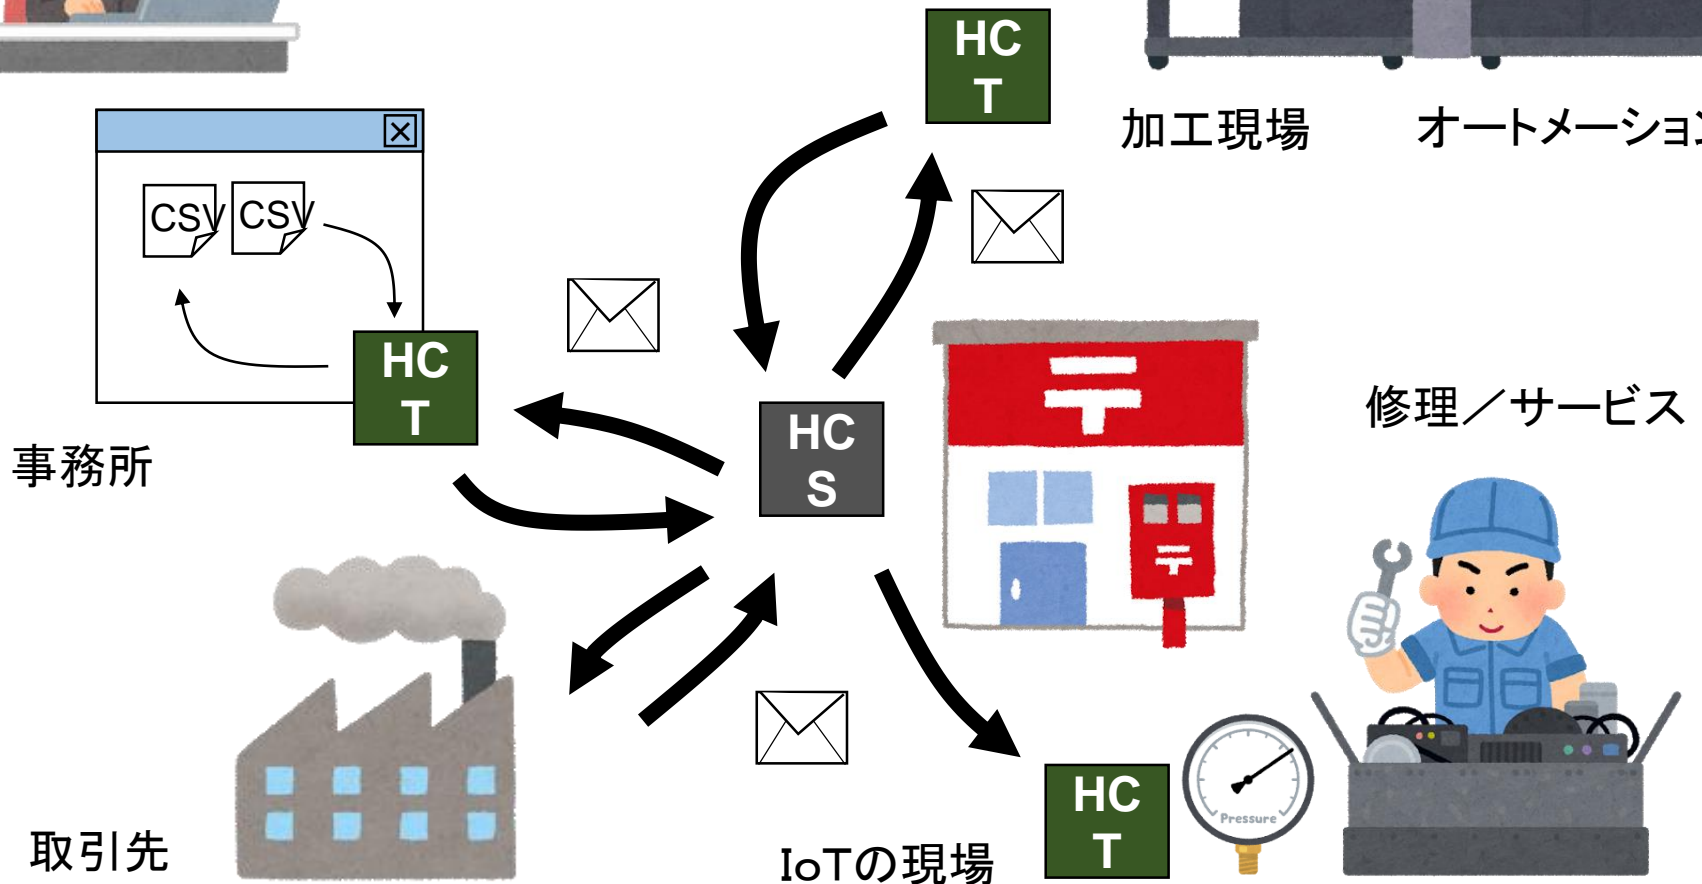 HC
T
加工現場
オートメーション
CSV
CSV
HC
T
HC
S
修理／サービス
事務所
取引先
IoTの現場
HC
T
Pressure